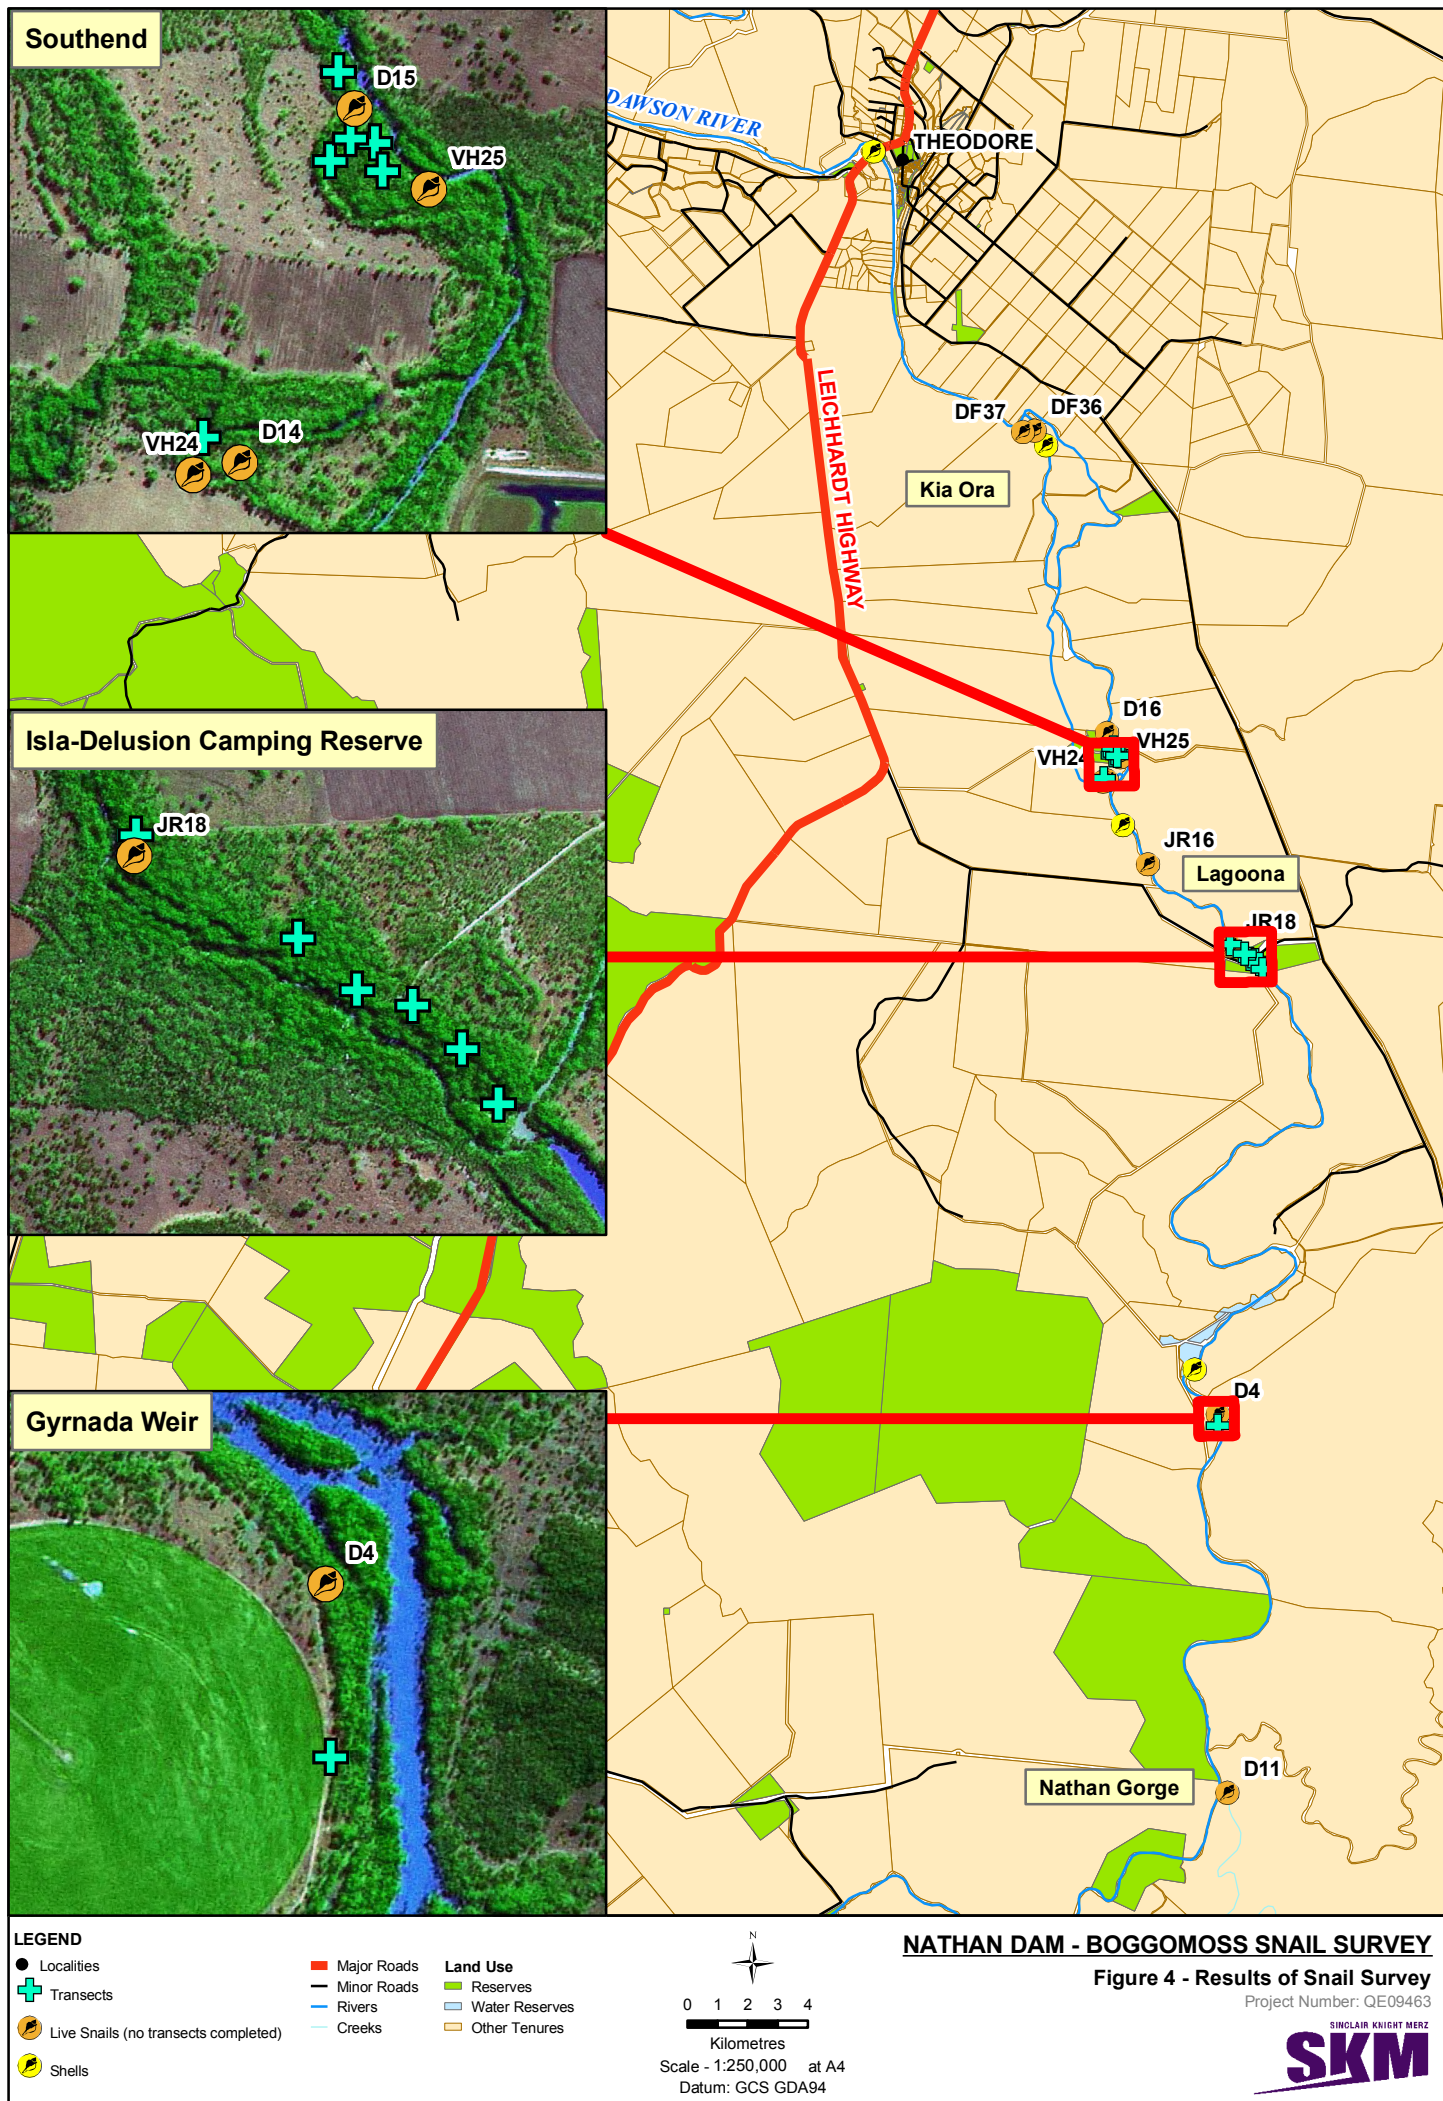 Southend
D15
VH25
VH24
D14
DAWSON RIVER
THEODORE
LEICHHARDT HIGHWAY
DF37
DF36
Kia Ora
D16
VH25
VH24
JR16
Lagoona
JR18
Isla-Delusion Camping Reserve
JR18
Gyrnada Weir
D4
D4
D11
Nathan Gorge
LEGEND
Localities
Transects
Live Snails (no transects completed)
Shells
Major Roads
Minor Roads
Rivers
Creeks
Land Use
Reserves
Water Reserves
Other Tenures
N
0 1 2 3 4
Kilometres
Scale - 1:250,000 at A4
Datum: GCS GDA94
NATHAN DAM - BOGGOMOSS SNAIL SURVEY
Figure 4 - Results of Snail Survey
Project Number: QE09463
SINCLAIR KNIGHT MERZ
SKM